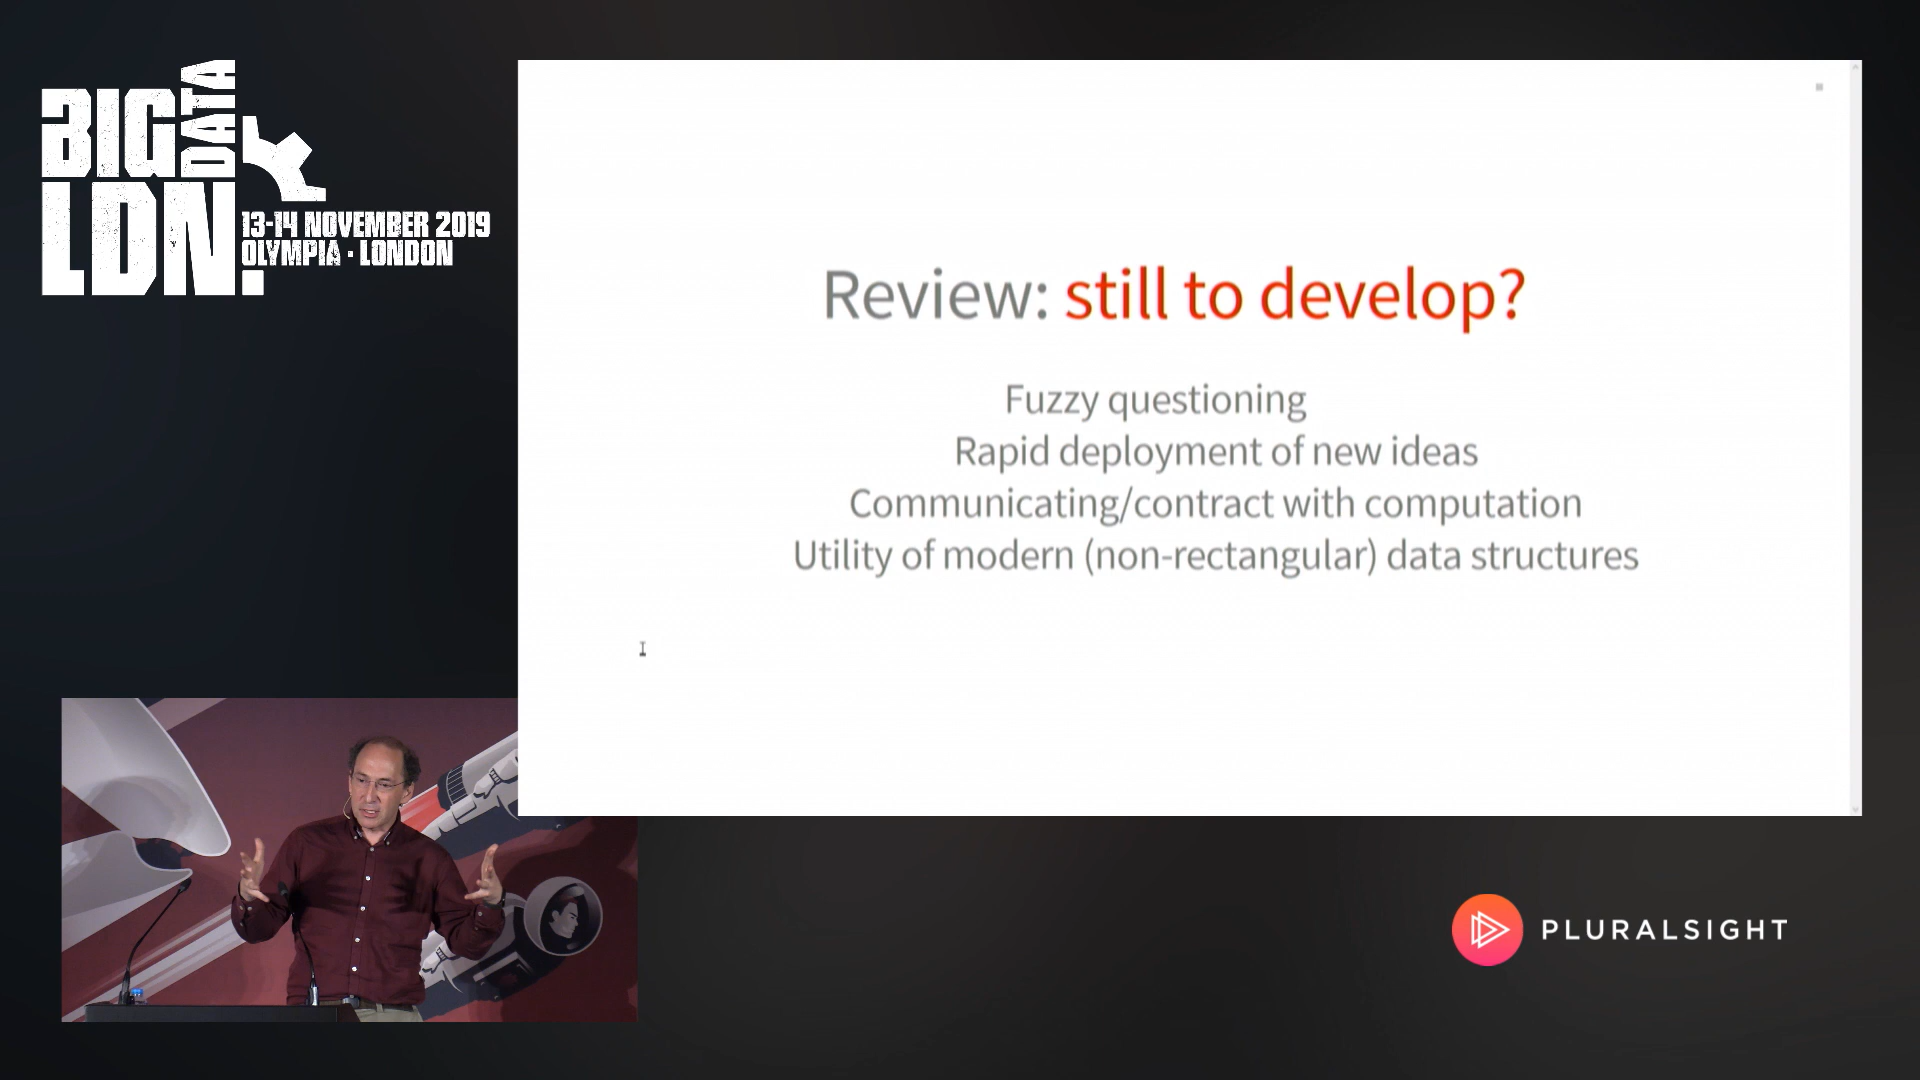 BIG
DATA
LDN.
13-14 NOVEMBER 2019
OLYMPIA · LONDON
Review: still to develop?
Fuzzy questioning
Rapid deployment of new ideas
Communicating/contract with computation
Utility of modern (non-rectangular) data structures
PLURALSIGHT